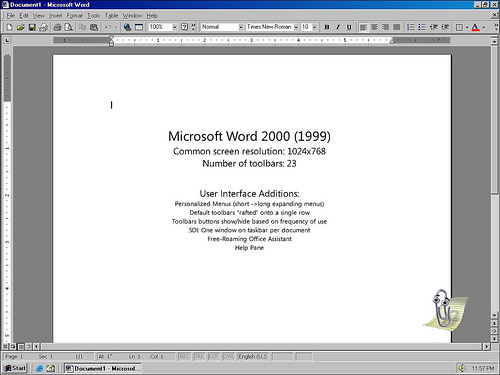 Document1 - Microsoft Word
File Edit View Insert Format Tools Table Window Help
100% Normal Times New Roman 10 B I U
Microsoft Word 2000 (1999)
Common screen resolution: 1024x768
Number of toolbars: 23
User Interface Additions:
Personalized Menus (short ->long expanding menus)
Default toolbars "rafted" onto a single row
Toolbars buttons show/hide based on frequency of use
SDI: One window on taskbar per document
Free-Roaming Office Assistant
Help Pane
Page 1 Sec 1 1/1 At 1" Ln 1 Col 1 REC TRK EXT OVR English (U.S
Start Document1 - Microsof... 11:57 PM